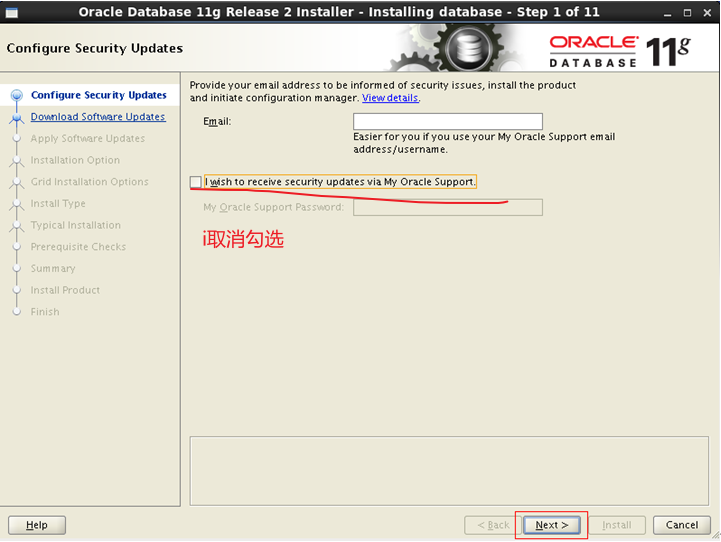 Oracle Database 11g Release 2 Installer - Installing database - Step 1 of 11
Configure Security Updates
ORACLE 11g
DATABASE
Configure Security Updates
Download Software Updates
Apply Software Updates
Installation Option
Grid Installation Options
Install Type
Typical Installation
Prerequisite Checks
Summary
Install Product
Finish
Provide your email address to be informed of security issues, install the product
and initiate configuration manager. View details.
Email:
Easier for you if you use your My Oracle Support email
address/username.
I wish to receive security updates via My Oracle Support.
My Oracle Support Password:
i取消勾选
Help
< Back
Next >
Install
Cancel